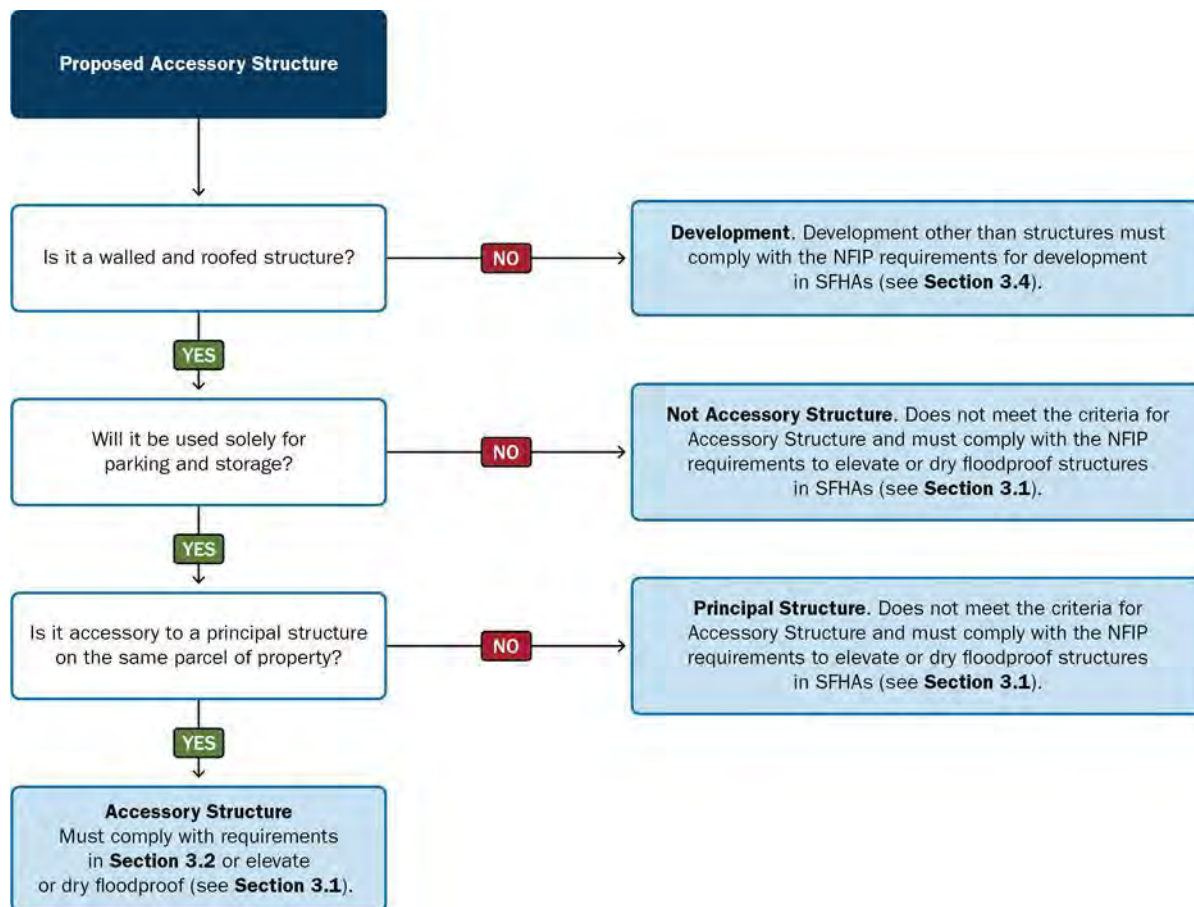 Proposed Accessory Structure
Is it a walled and roofed structure?
NO
Development. Development other than structures must
comply with the NFIP requirements for development
in SFHAs (see Section 3.4).
YES
Will it be used solely for
parking and storage?
NO
Not Accessory Structure. Does not meet the criteria for
Accessory Structure and must comply with the NFIP
requirements to elevate or dry floodproof structures
in SFHAs (see Section 3.1).
YES
Is it accessory to a principal structure
on the same parcel of property?
NO
Principal Structure. Does not meet the criteria for
Accessory Structure and must comply with the NFIP
requirements to elevate or dry floodproof structures
in SFHAs (see Section 3.1).
YES
Accessory Structure
Must comply with requirements
in Section 3.2 or elevate
or dry floodproof (see Section 3.1).